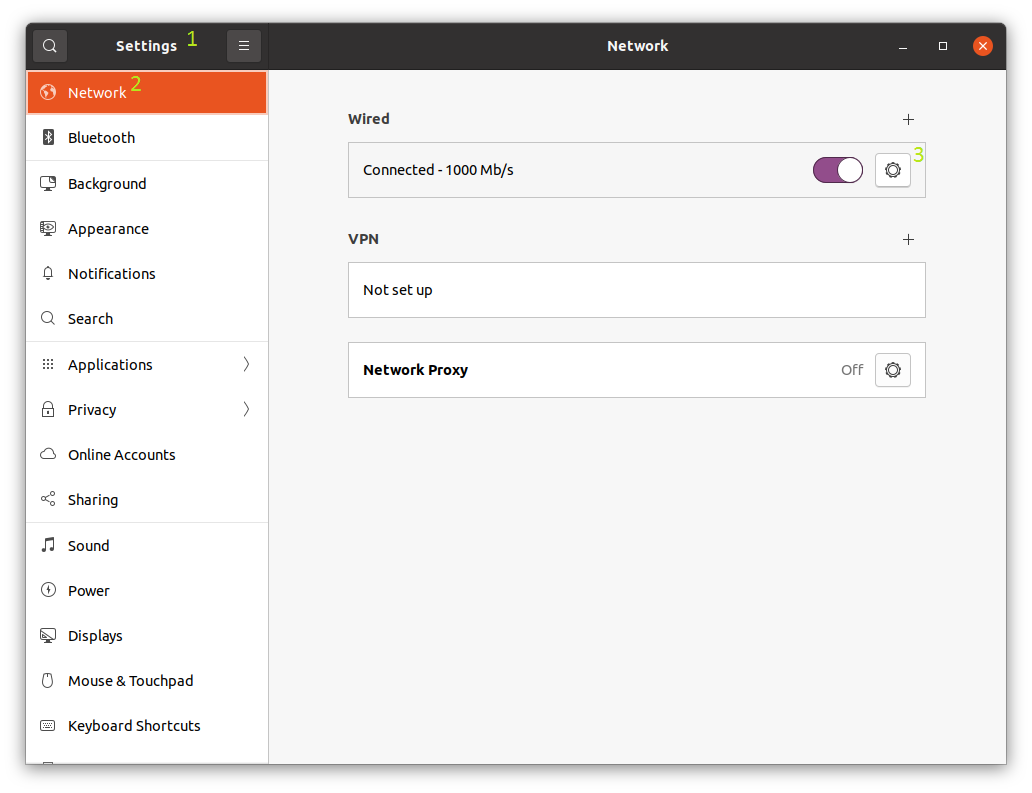 Settings 1
Network
Network 2
Bluetooth
Background
Appearance
Notifications
Search
Applications
Privacy
Online Accounts
Sharing
Sound
Power
Displays
Mouse & Touchpad
Keyboard Shortcuts
Wired
Connected - 1000 Mb/s
3
VPN
Not set up
Network Proxy
Off